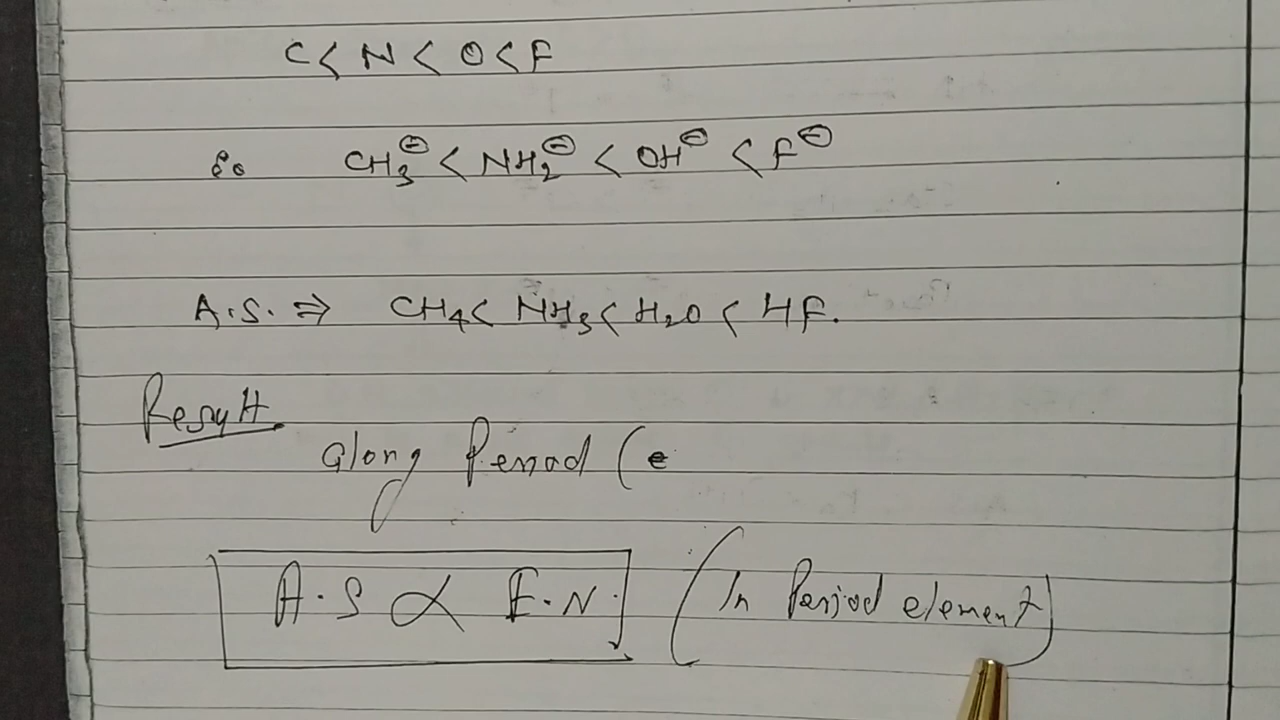 C < N < O < F
So CH₃⊖ < NH₂⊖ < OH⊖ < F⊖
A.S. ⇒ CH₄ < NH₃ < H₂O < HF.
Result
along Period (e
A.S ∝ E.N. (In Period element)